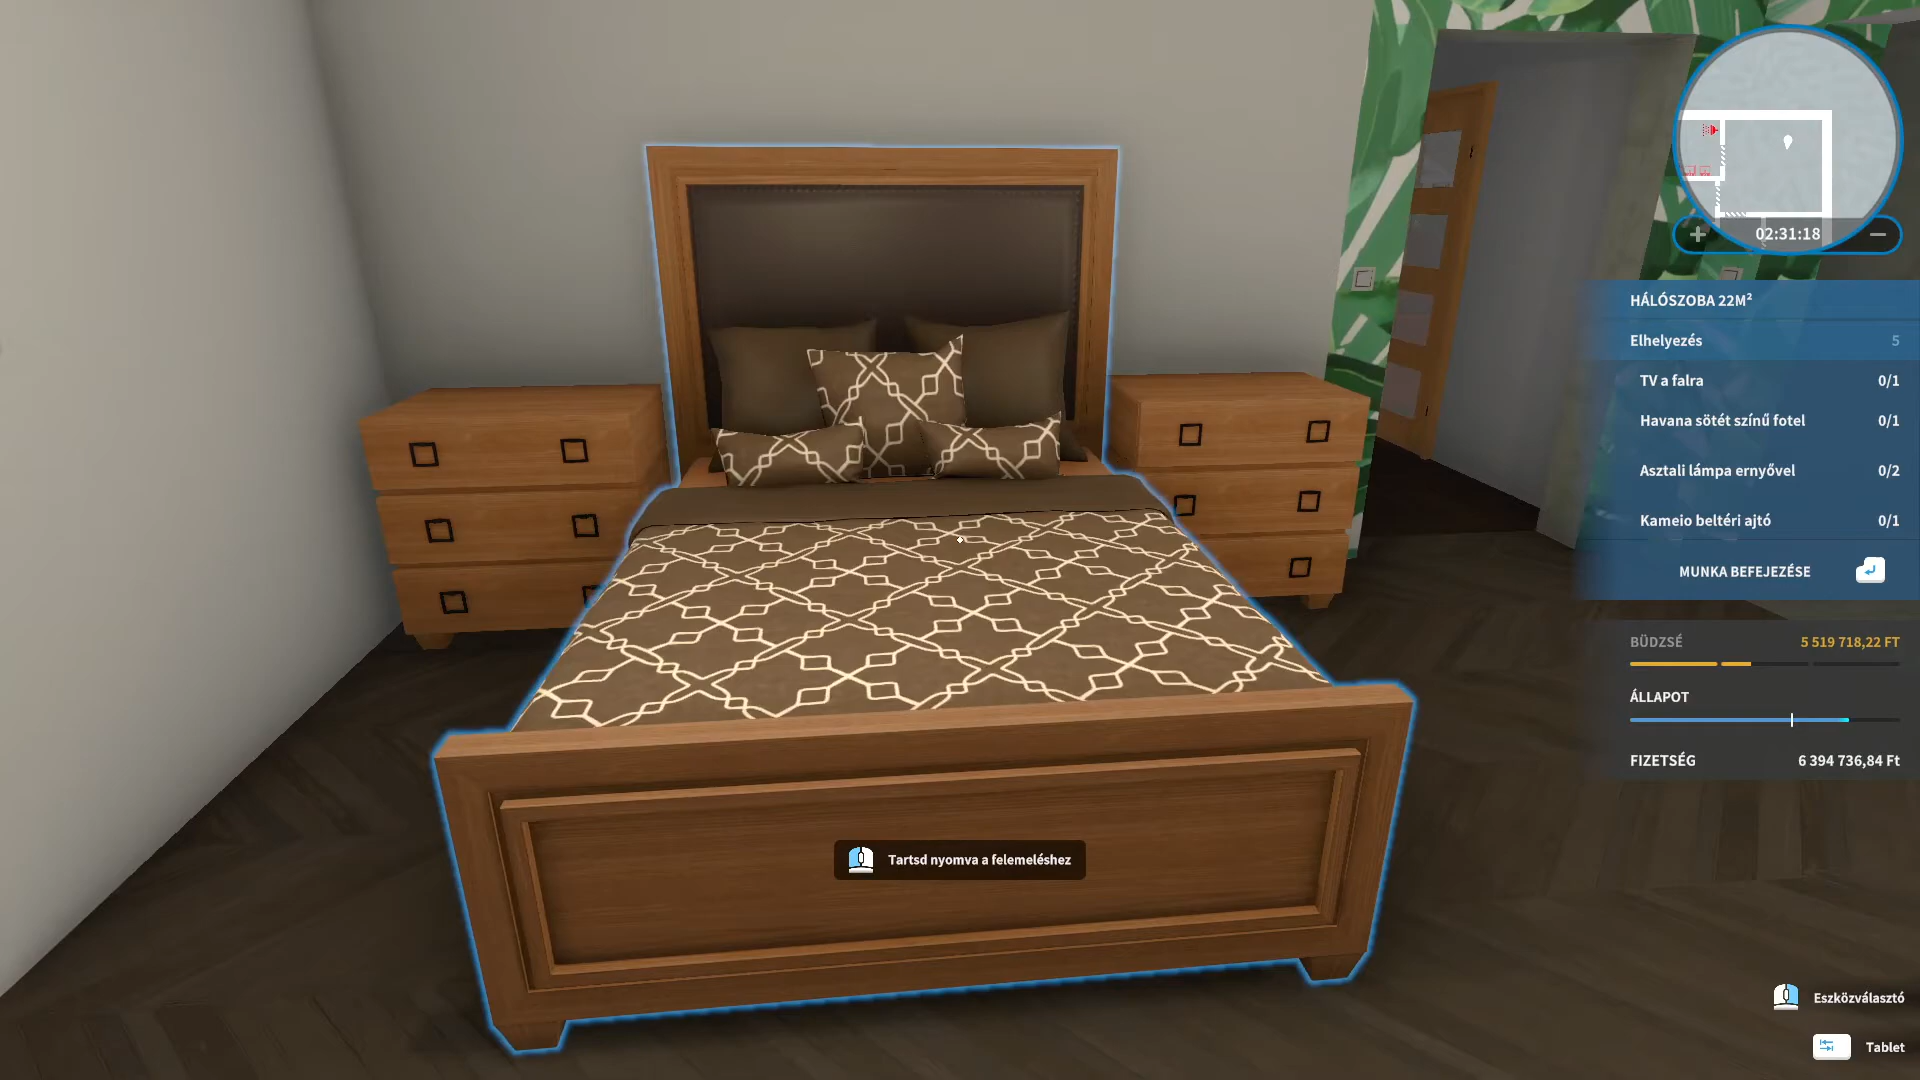 02:31:18
HÁLÓSZOBA 22M²
Elhelyezés 5
TV a falra 0/1
Havana sötét színű fotel 0/1
Asztali lámpa ernyővel 0/2
Kameio beltéri ajtó 0/1
MUNKA BEFEJEZÉSE
BÜDZSÉ 5 519 718,22 FT
ÁLLAPOT
FIZETSÉG 6 394 736,84 Ft
Tartsd nyomva a felemeléshez
Eszközválasztó
Tablet